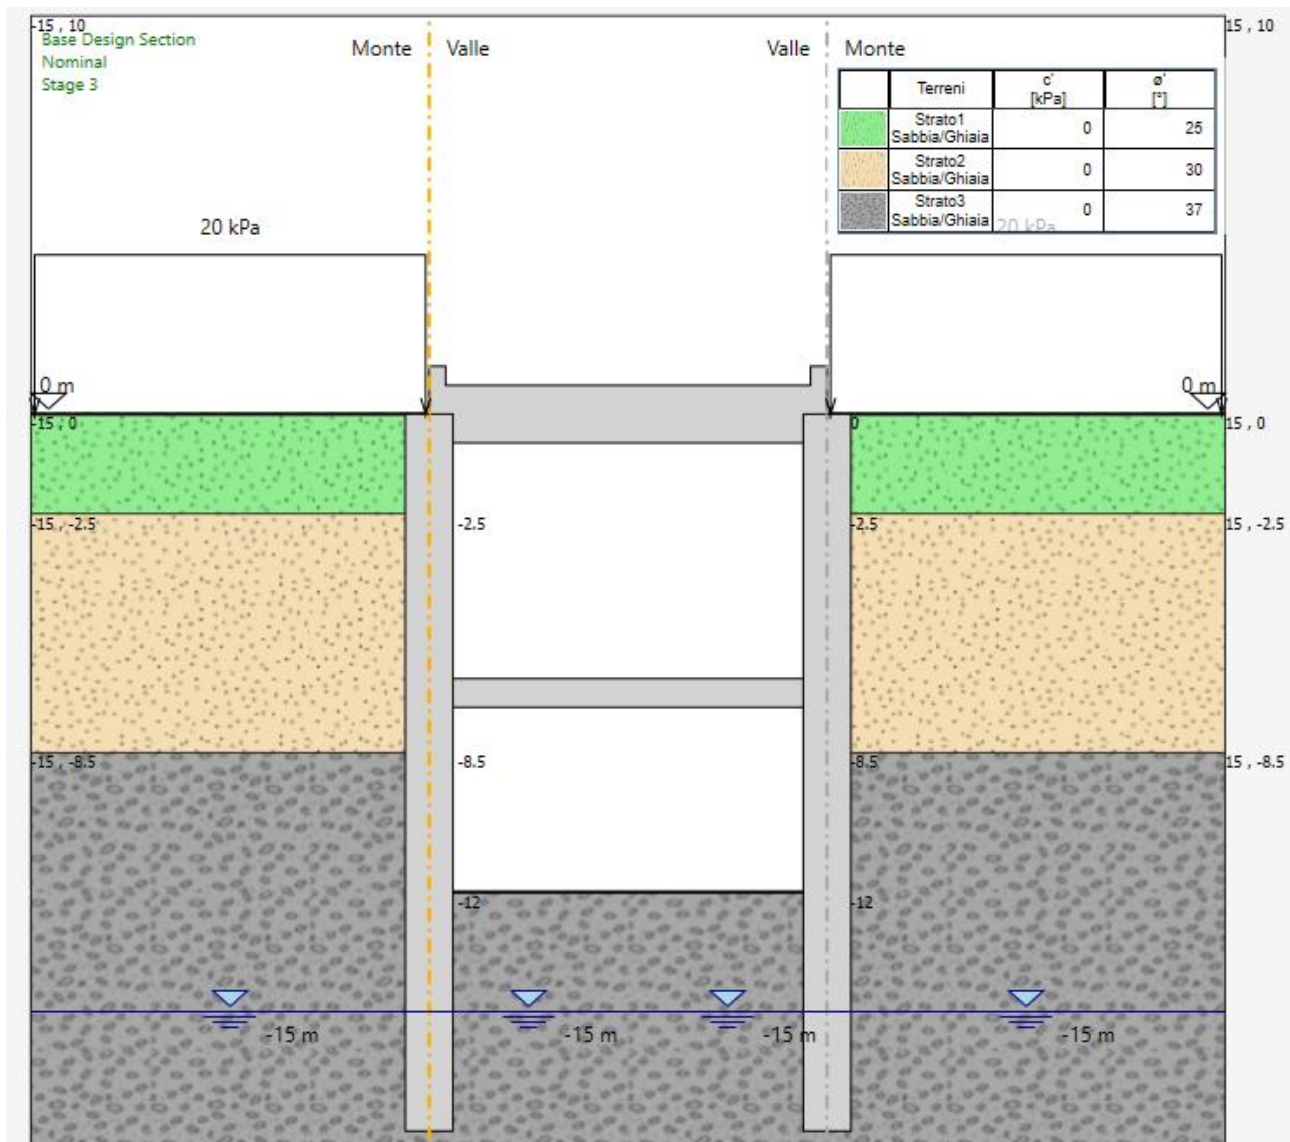 -15 , 10
15 , 10
Base Design Section
Nominal
Stage 3
Monte
Valle
Valle
Monte
Terreni
c'
[kPa]
ø'
[°]
Strato1
Sabbia/Ghiaia
0
25
Strato2
Sabbia/Ghiaia
0
30
Strato3
Sabbia/Ghiaia
0
37
20 kPa
20 kPa
0 m
0 m
-15 , 0
0
15 , 0
-15 , -2.5
-2.5
-2.5
15 , -2.5
-15 , -8.5
-8.5
-8.5
15 , -8.5
-12
-12
-15 m
-15 m
-15 m
-15 m